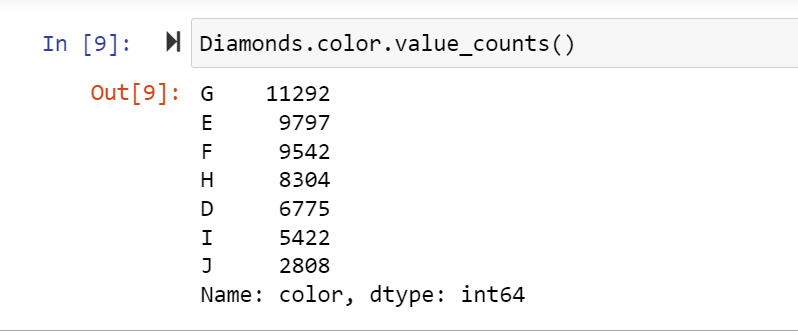 In [9]: Diamonds.color.value_counts()
Out[9]: G    11292
E     9797
F     9542
H     8304
D     6775
I     5422
J     2808
Name: color, dtype: int64